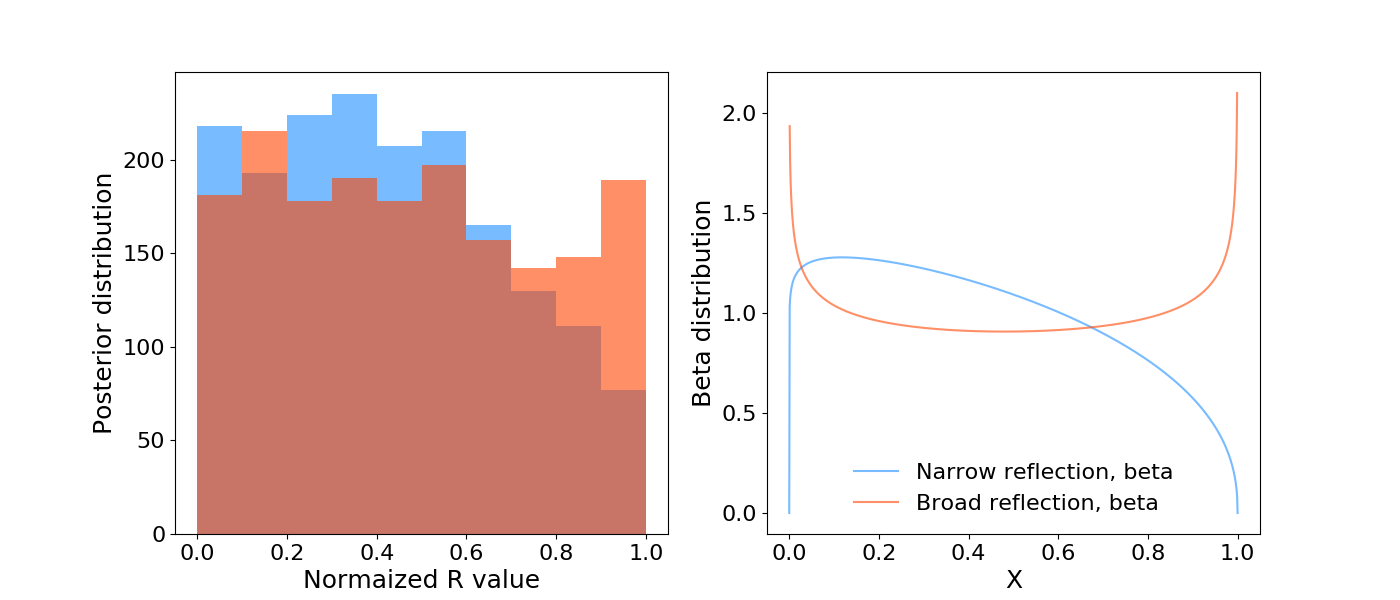 Posterior distribution
200
150
100
50
0
0.0 0.2 0.4 0.6 0.8 1.0
Normaized R value
Beta distribution
2.0
1.5
1.0
0.5
0.0
Narrow reflection, beta
Broad reflection, beta
0.0 0.2 0.4 0.6 0.8 1.0
X